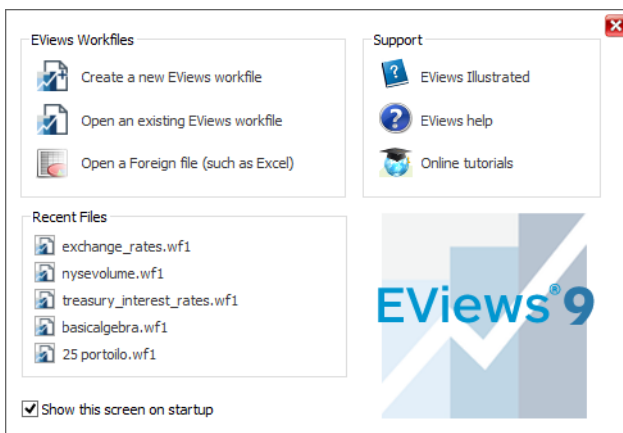 EViews Workfiles
Create a new EViews workfile
Open an existing EViews workfile
Open a Foreign file (such as Excel)
Support
EViews Illustrated
EViews help
Online tutorials
Recent Files
exchange_rates.wf1
nysevolume.wf1
treasury_interest_rates.wf1
basicalgebra.wf1
25 portoilo.wf1
EViews® 9
Show this screen on startup